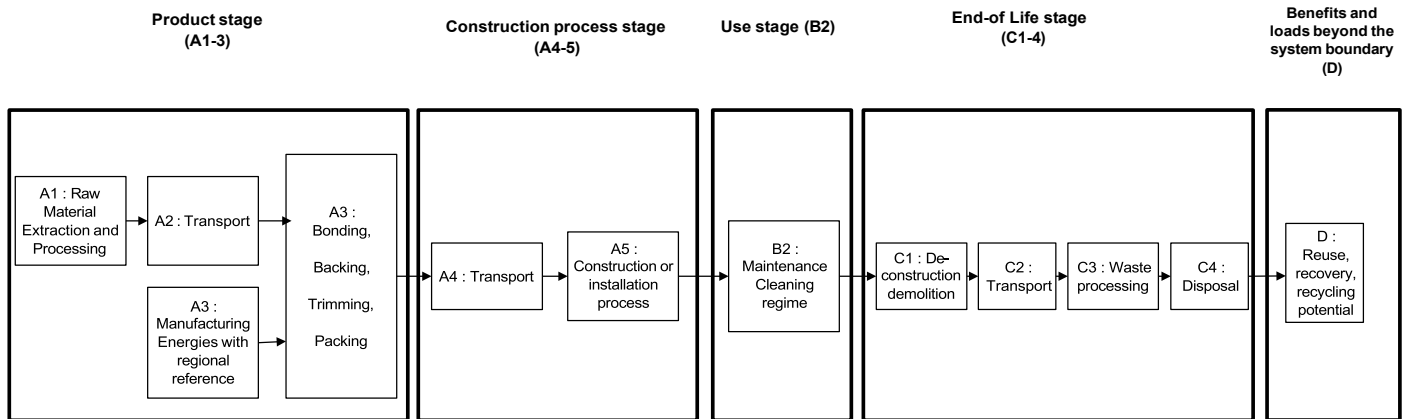 Product stage
(A1-3)
Construction process stage
(A4-5)
Use stage (B2)
End-of Life stage
(C1-4)
Benefits and
loads beyond the
system boundary
(D)
A1 : Raw
Material
Extraction and
Processing
A2 : Transport
A3 :
Manufacturing
Energies with
regional
reference
A3 :
Bonding,
Backing,
Trimming,
Packing
A4 : Transport
A5 :
Construction or
installation
process
B2 :
Maintenance
Cleaning
regime
C1 : De-
construction
demolition
C2 :
Transport
C3 : Waste
processing
C4 :
Disposal
D :
Reuse,
recovery,
recycling
potential